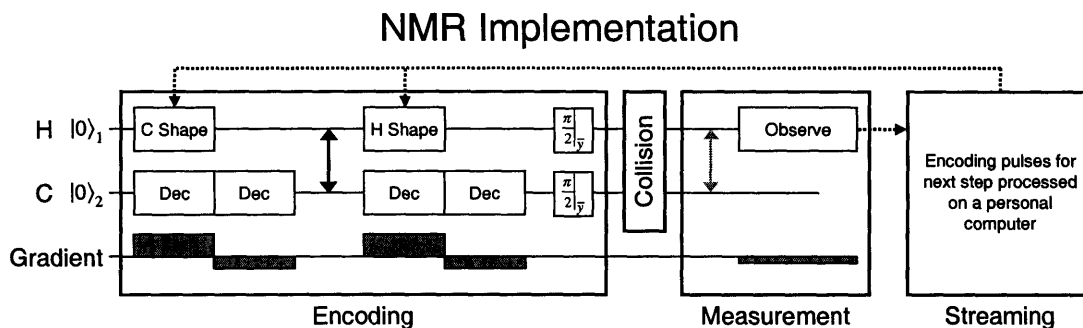 NMR Implementation
H |0⟩₁ C Shape H Shape π/2|ȳ Collision Observe
Encoding pulses for
next step processed
on a personal
computer
C |0⟩₂ Dec Dec Dec Dec π/2|ȳ
Gradient
Encoding Measurement Streaming